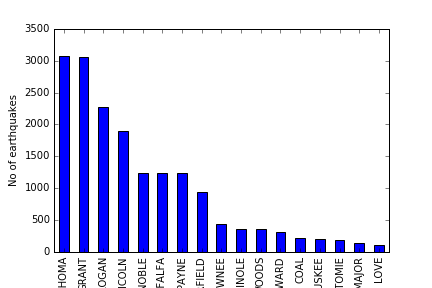 3500
3000
2500
2000
1500
1000
500
0
No of earthquakes
HOMA
GRANT
OGAN
NCOLN
NOBLE
FALFA
PAYNE
FIELD
WNEE
INOLE
OODS
WARD
COAL
USKEE
TOMIE
MAJOR
LOVE